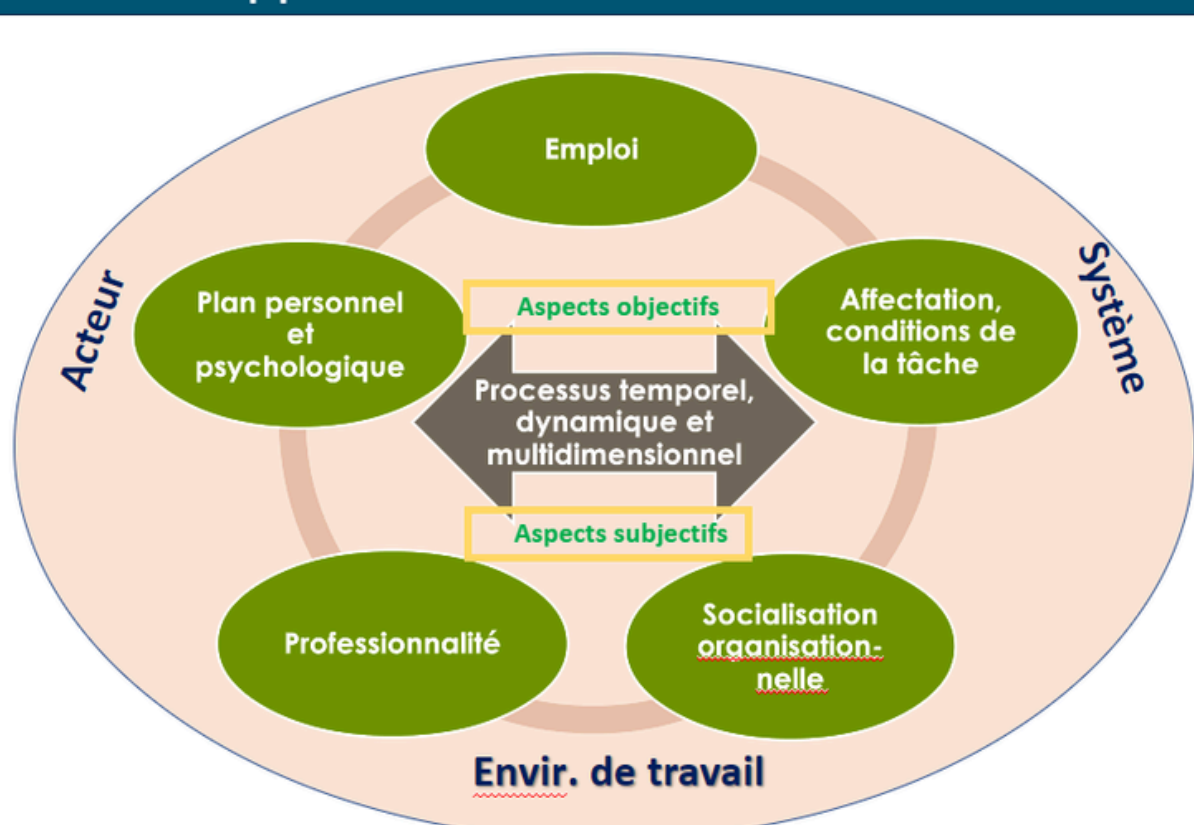 Emploi
Acteur
Système
Plan personnel
et
psychologique
Aspects objectifs
Affectation,
conditions de
la tâche
Processus temporel,
dynamique et
multidimensionnel
Aspects subjectifs
Professionnalité
Socialisation
organisation-
nelle
Envir. de travail